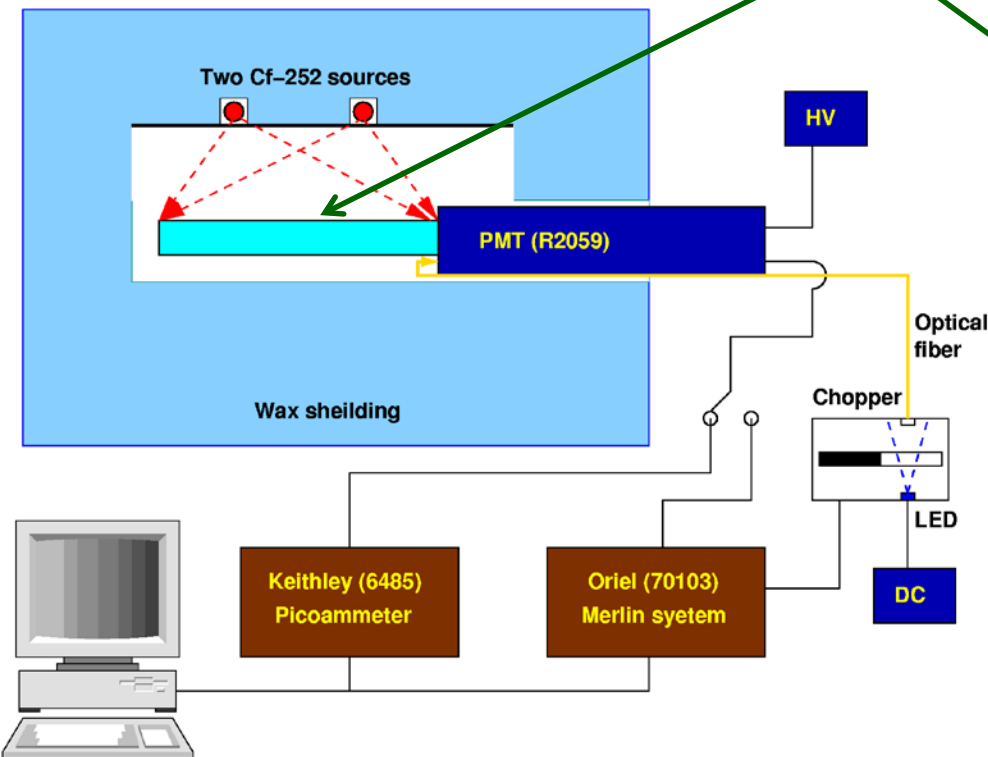 Two Cf-252 sources
HV
PMT (R2059)
Optical
fiber
Chopper
Wax sheilding
LED
Keithley (6485)
Picoammeter
Oriel (70103)
Merlin syetem
DC